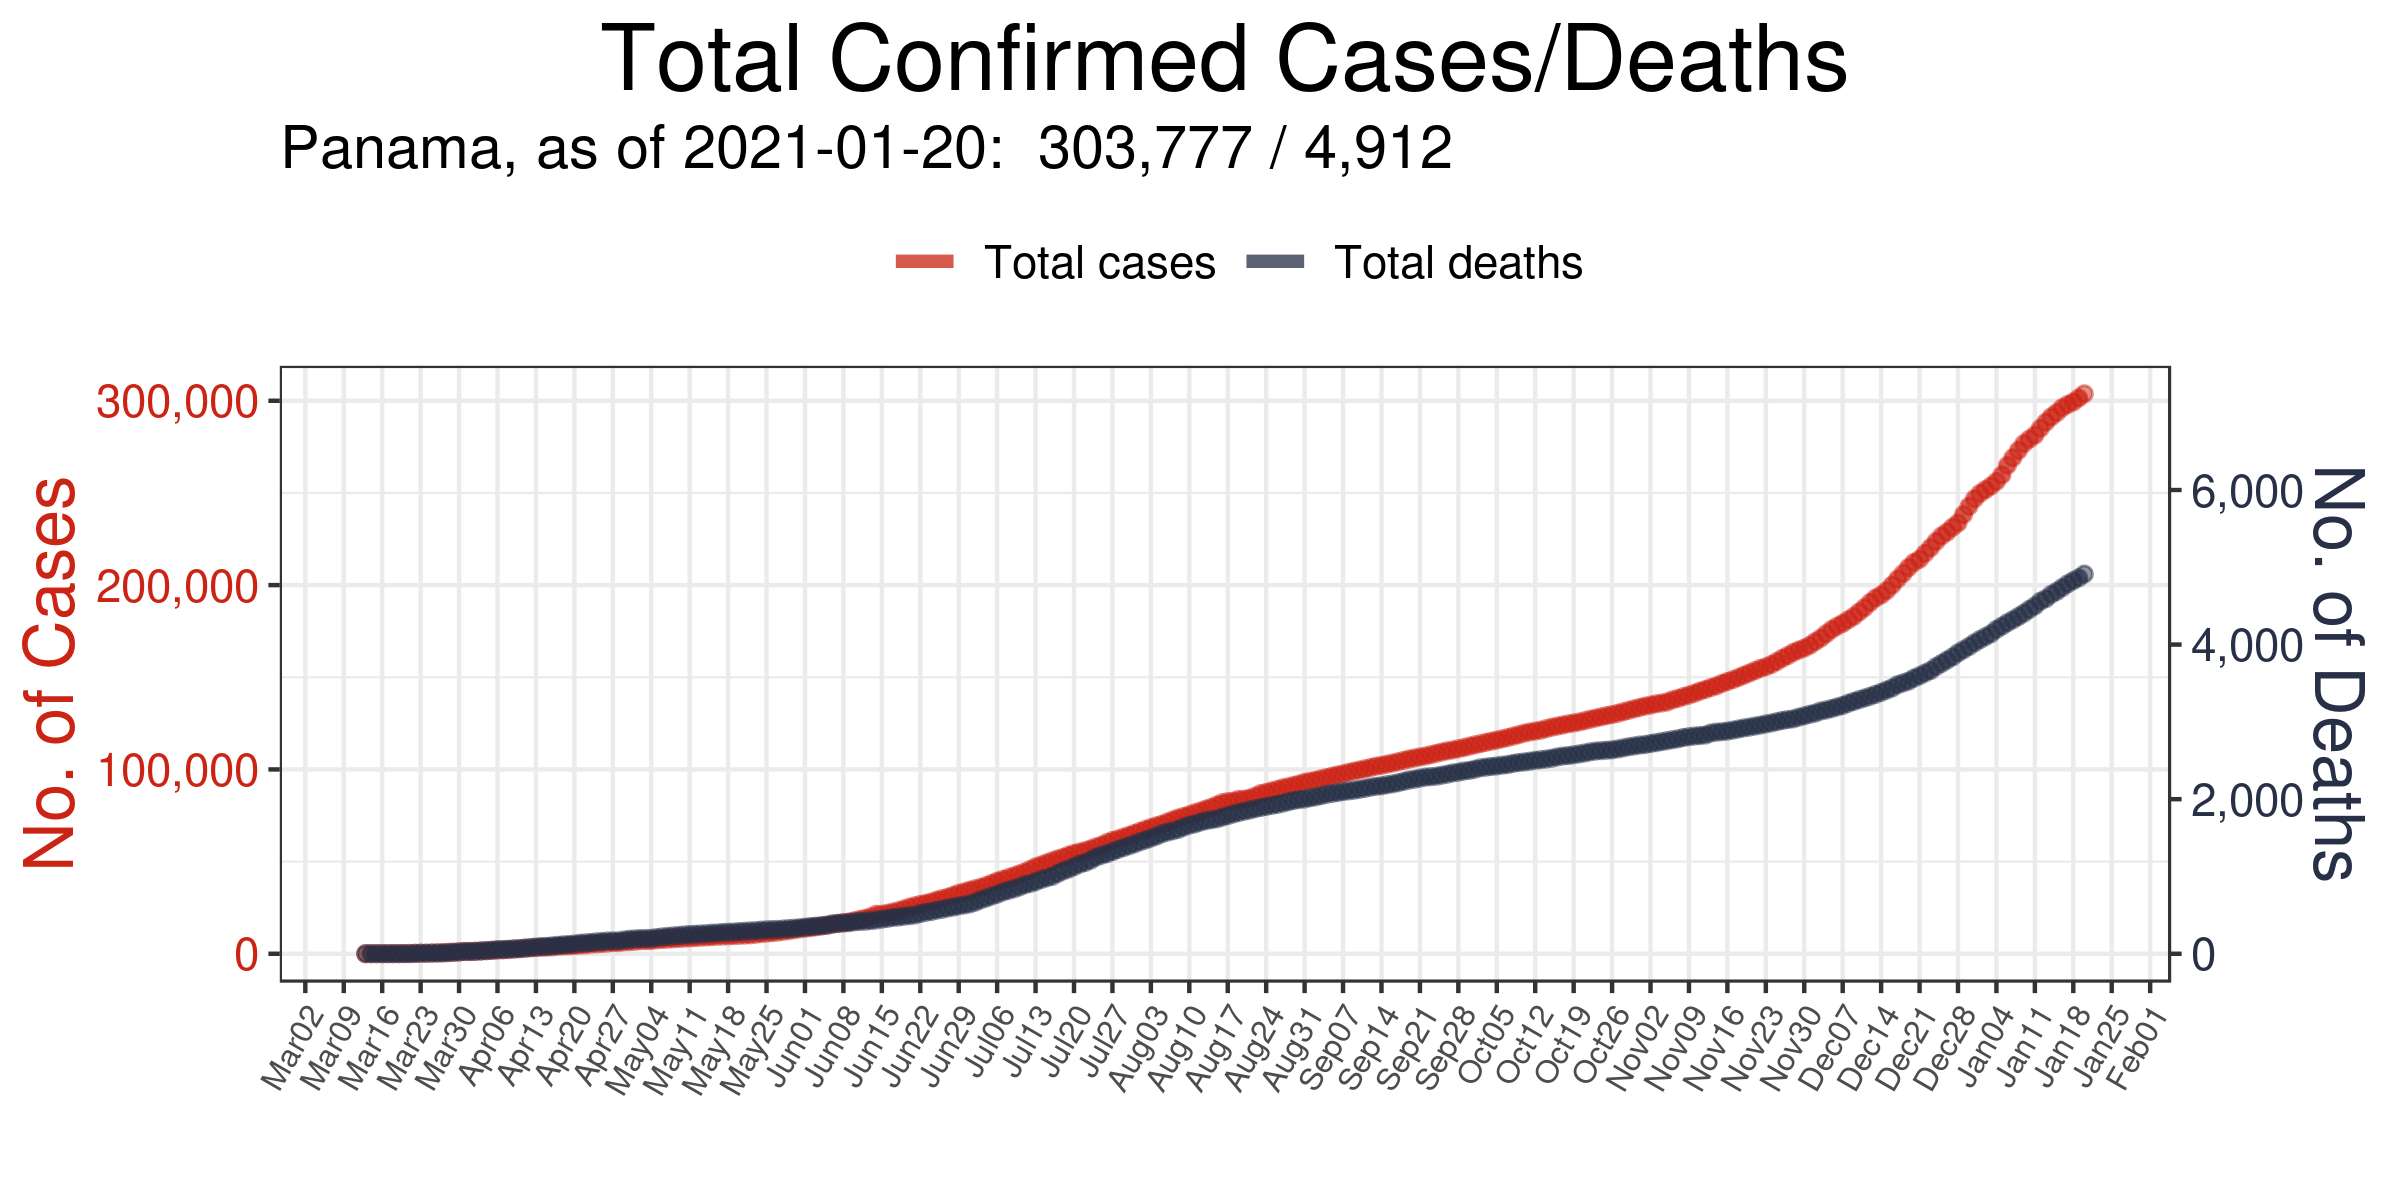 Total Confirmed Cases/Deaths
Panama, as of 2021-01-20:  303,777 / 4,912
Total cases
Total deaths
No. of Cases
300,000
200,000
100,000
0
6,000
4,000
2,000
0
No. of Deaths
Mar02
Mar09
Mar16
Mar23
Mar30
Apr06
Apr13
Apr20
Apr27
May04
May11
May18
May25
Jun01
Jun08
Jun15
Jun22
Jun29
Jul06
Jul13
Jul20
Jul27
Aug03
Aug10
Aug17
Aug24
Aug31
Sep07
Sep14
Sep21
Sep28
Oct05
Oct12
Oct19
Oct26
Nov02
Nov09
Nov16
Nov23
Nov30
Dec07
Dec14
Dec21
Dec28
Jan04
Jan11
Jan18
Jan25
Feb01